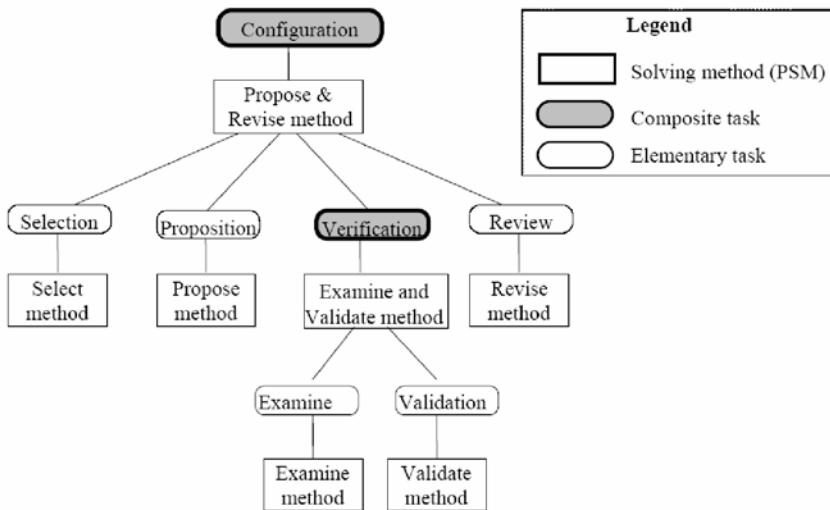 Configuration
Legend
Solving method (PSM)
Composite task
Elementary task
Propose &
Revise method
Selection
Proposition
Verification
Review
Select
method
Propose
method
Examine and
Validate method
Revise
method
Examine
Validation
Examine
method
Validate
method